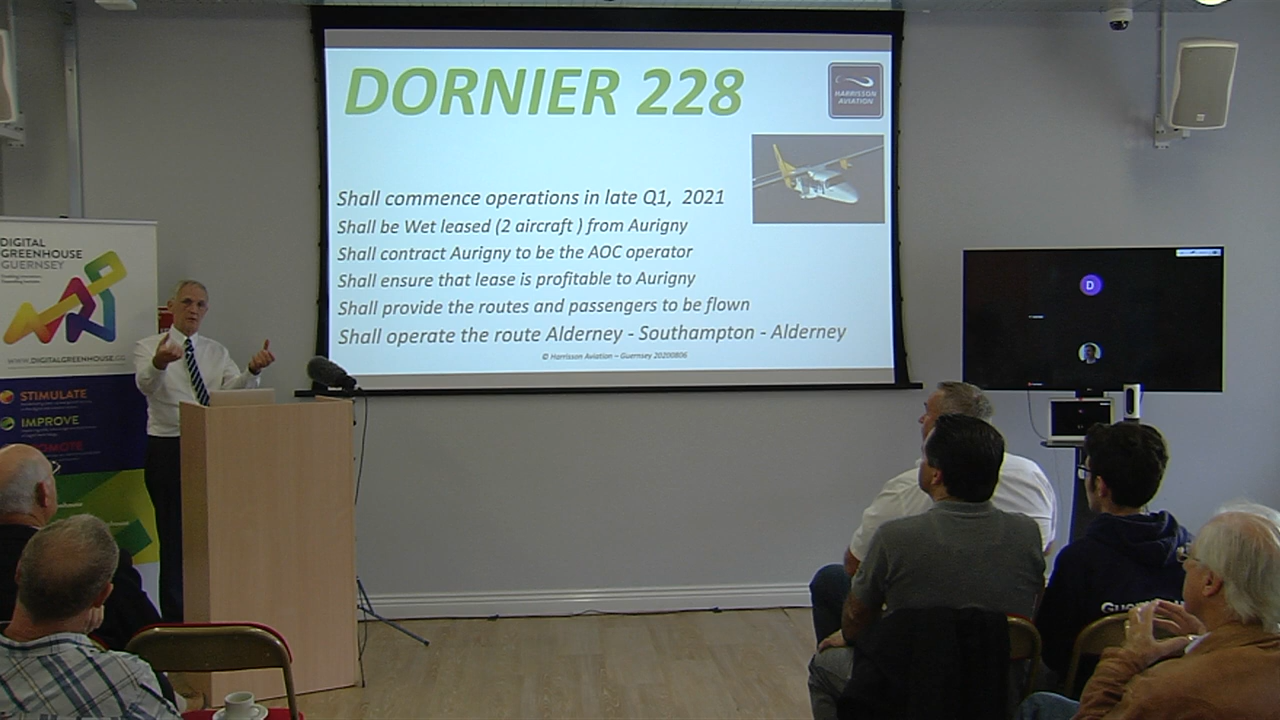 DORNIER 228
HARRISSON
AVIATION
Shall commence operations in late Q1, 2021
Shall be Wet leased (2 aircraft ) from Aurigny
Shall contract Aurigny to be the AOC operator
Shall ensure that lease is profitable to Aurigny
Shall provide the routes and passengers to be flown
Shall operate the route Alderney - Southampton - Alderney
© Harrisson Aviation – Guernsey 20200806
DIGITAL
GREENHOUSE
GUERNSEY
WWW.DIGITALGREENHOUSE.GG
STIMULATE
IMPROVE
D